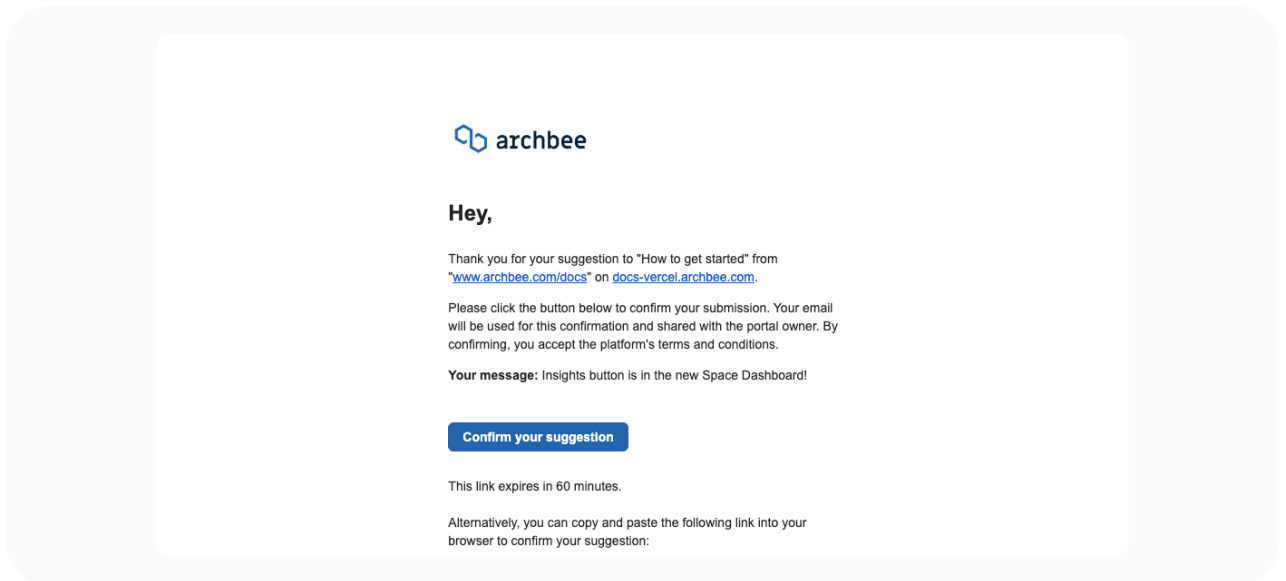 archbee
Hey,
Thank you for your suggestion to "How to get started" from
"www.archbee.com/docs" on docs-vercel.archbee.com.
Please click the button below to confirm your submission. Your email
will be used for this confirmation and shared with the portal owner. By
confirming, you accept the platform's terms and conditions.
Your message: Insights button is in the new Space Dashboard!
Confirm your suggestion
This link expires in 60 minutes.
Alternatively, you can copy and paste the following link into your
browser to confirm your suggestion: